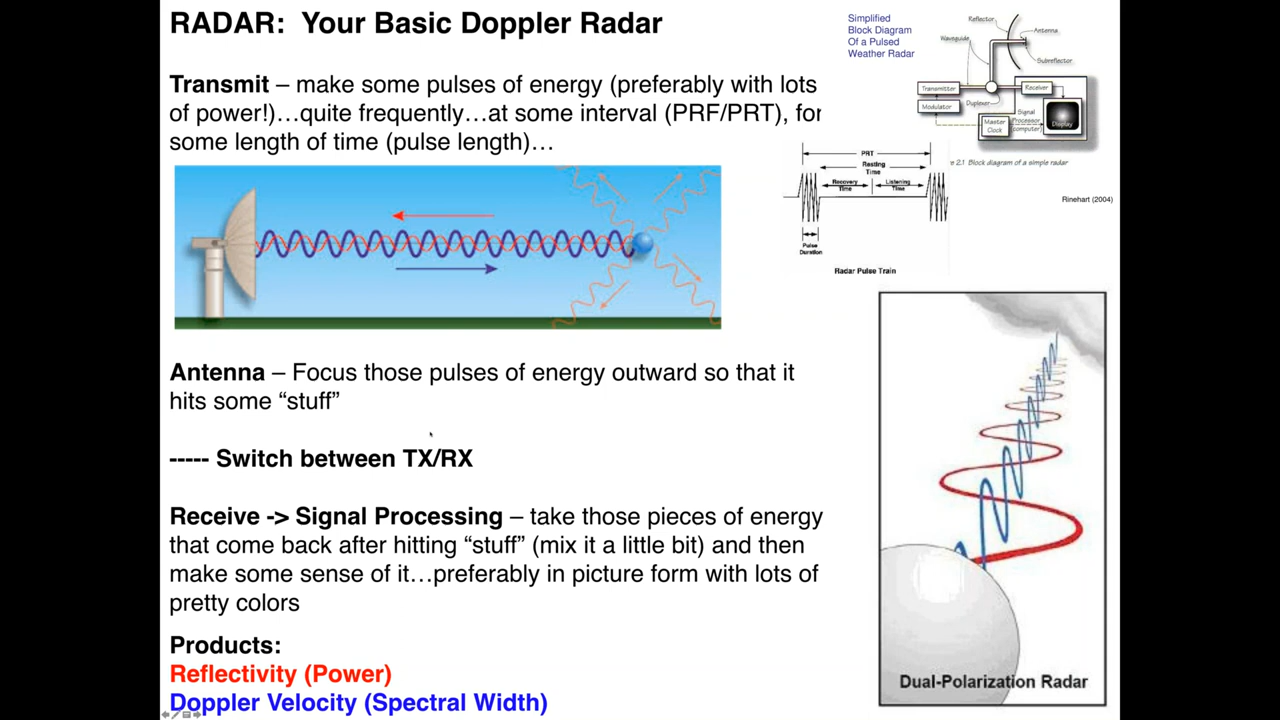 RADAR: Your Basic Doppler Radar
Transmit – make some pulses of energy (preferably with lots
of power!)…quite frequently…at some interval (PRF/PRT), for
some length of time (pulse length)…
Antenna – Focus those pulses of energy outward so that it
hits some “stuff”
----- Switch between TX/RX
Receive -> Signal Processing – take those pieces of energy
that come back after hitting “stuff” (mix it a little bit) and then
make some sense of it…preferably in picture form with lots of
pretty colors
Products:
Reflectivity (Power)
Doppler Velocity (Spectral Width)
Simplified
Block Diagram
Of a Pulsed
Weather Radar
Reflector
Antenna
Waveguide
Subreflector
Transmitter
Receiver
Modulator
Duplexer
Master
Clock
Signal
Processor
(computer)
Display
e 2.1 Block diagram of a simple radar
Rinehart (2004)
PRT
Resting
Time
Recovery
Time
Listening
Time
Pulse
Duration
Radar Pulse Train
Dual-Polarization Radar